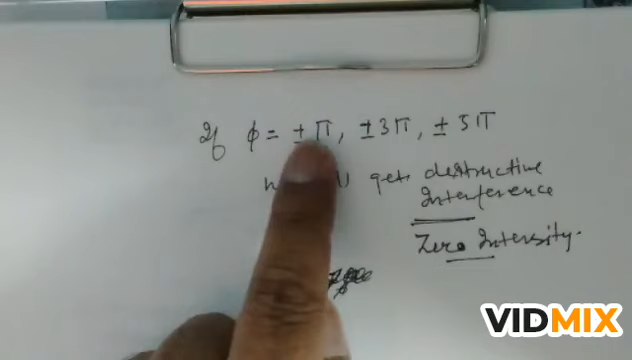 If ϕ = ± π, ± 3π, ± 5π
get destructive
Interference
Zero Intensity.
VIDMIX